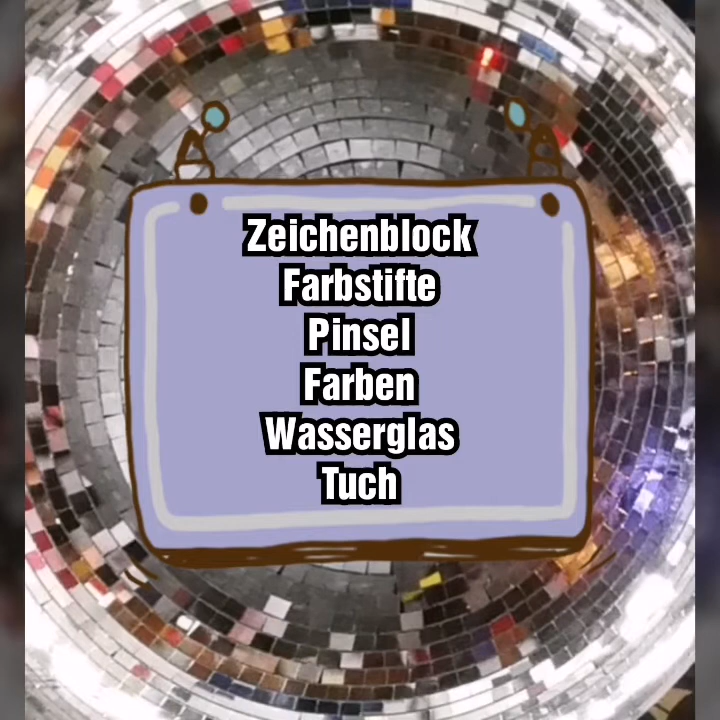 Zeichenblock
Farbstifte
Pinsel
Farben
Wasserglas
Tuch